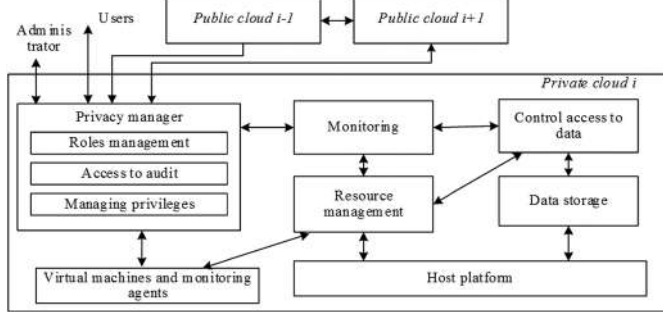 Users
Public cloud i-1
Public cloud i+1
Adminis
trator
Private cloud i
Privacy manager
Roles management
Access to audit
Managing privileges
Monitoring
Control access to
data
Resource
management
Data storage
Virtual machines and monitoring
agents
Host platform